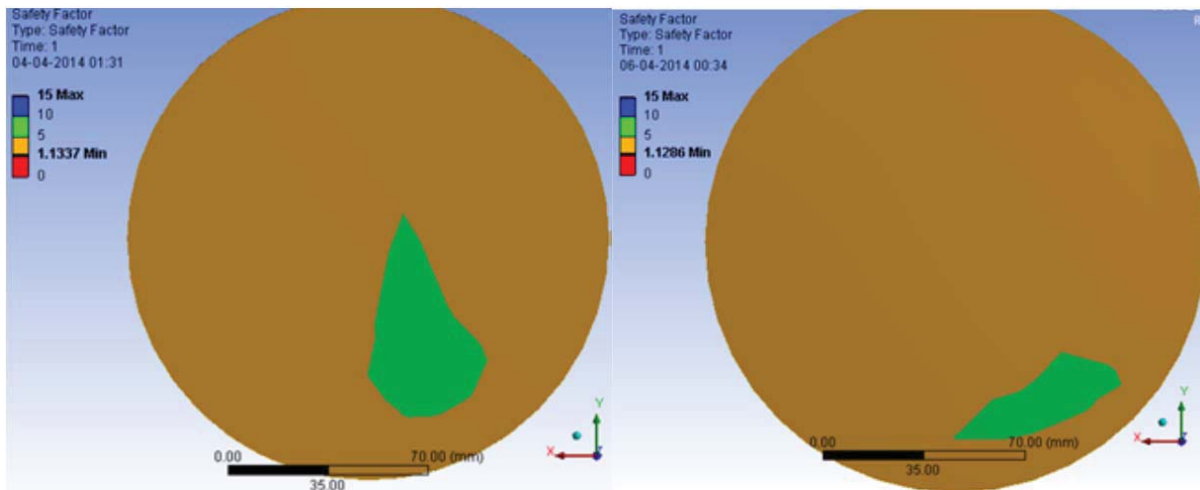 Safety Factor
Type: Safety Factor
Time: 1
04-04-2014 01:31
15 Max
10
5
1.1337 Min
0
0.00
70.00 (mm)
35.00
Y
X
Z
Safety Factor
Type: Safety Factor
Time: 1
06-04-2014 00:34
15 Max
10
5
1.1286 Min
0
0.00
70.00 (mm)
35.00
Y
X
Z